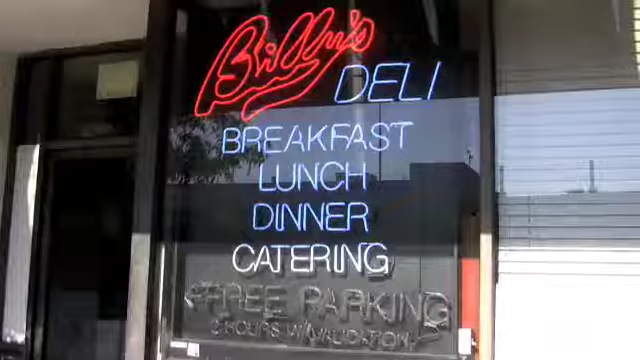 Billy's
DELI
BREAKFAST
LUNCH
DINNER
CATERING
FREE PARKING
2 HOURS W/VALIDATION